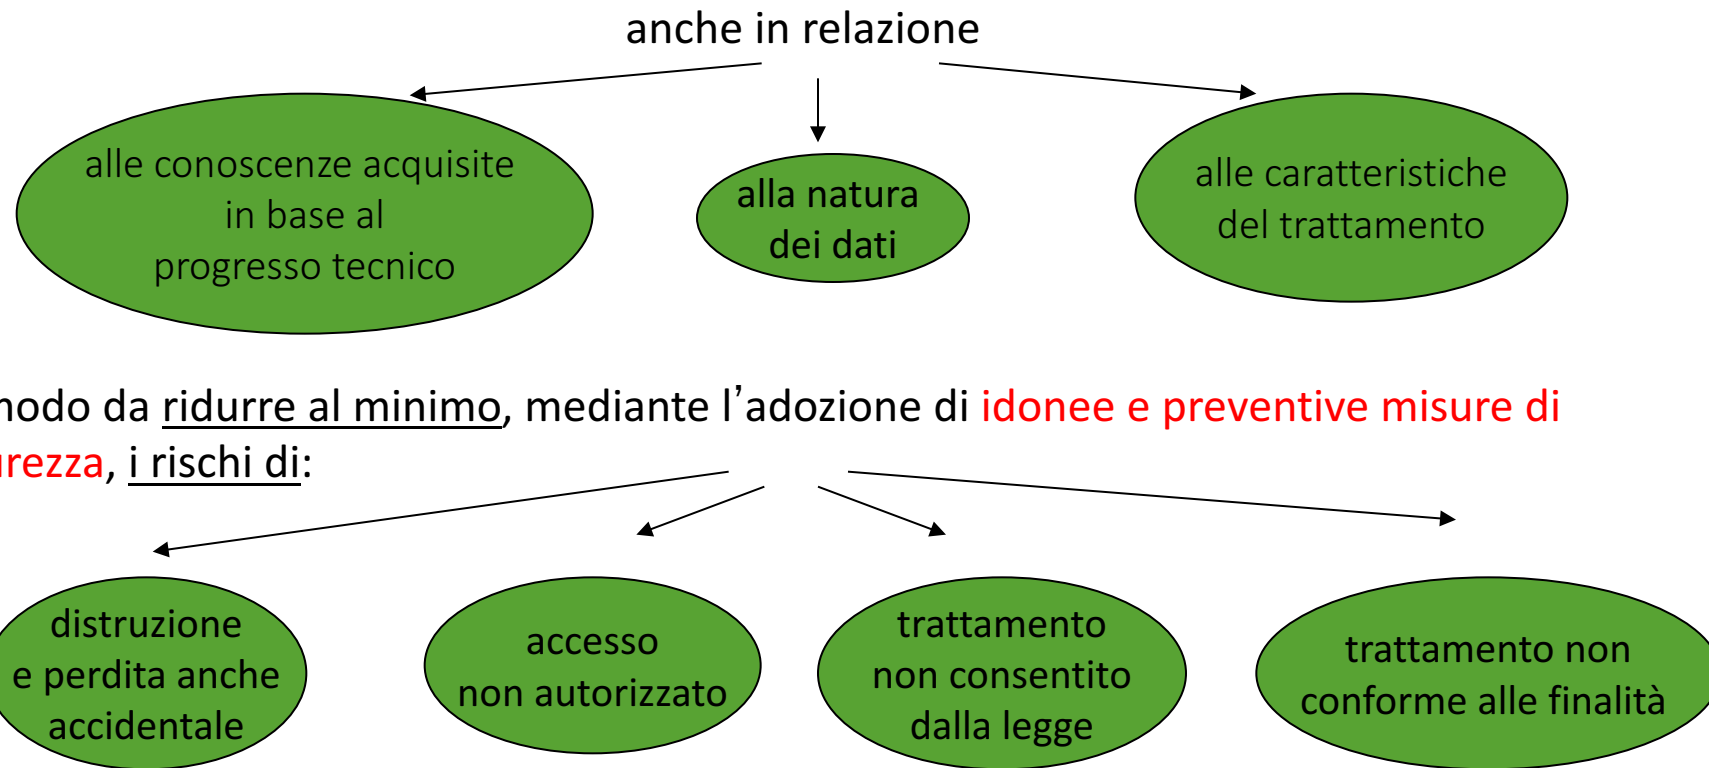 anche in relazione
alle conoscenze acquisite
in base al
progresso tecnico
alla natura
dei dati
alle caratteristiche
del trattamento
modo da ridurre al minimo, mediante l’adozione di idonee e preventive misure di
urezza, i rischi di:
distruzione
e perdita anche
accidentale
accesso
non autorizzato
trattamento
non consentito
dalla legge
trattamento non
conforme alle finalità